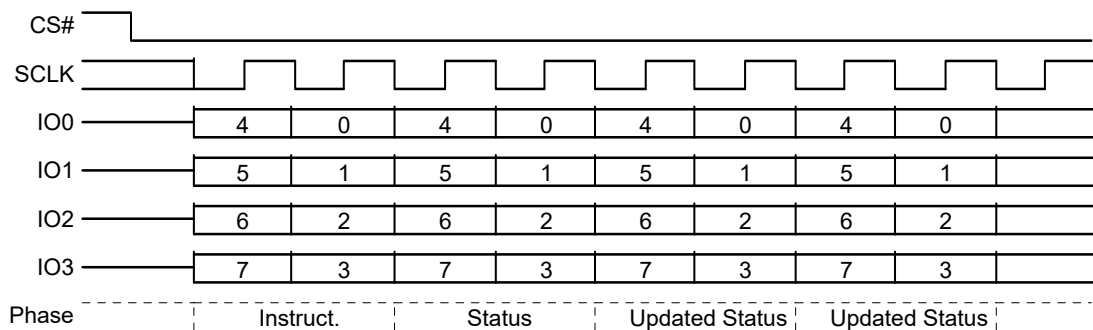 CS#
SCLK
IO0 4 0 4 0 4 0 4 0
IO1 5 1 5 1 5 1 5 1
IO2 6 2 6 2 6 2 6 2
IO3 7 3 7 3 7 3 7 3
Phase Instruct. Status Updated Status Updated Status